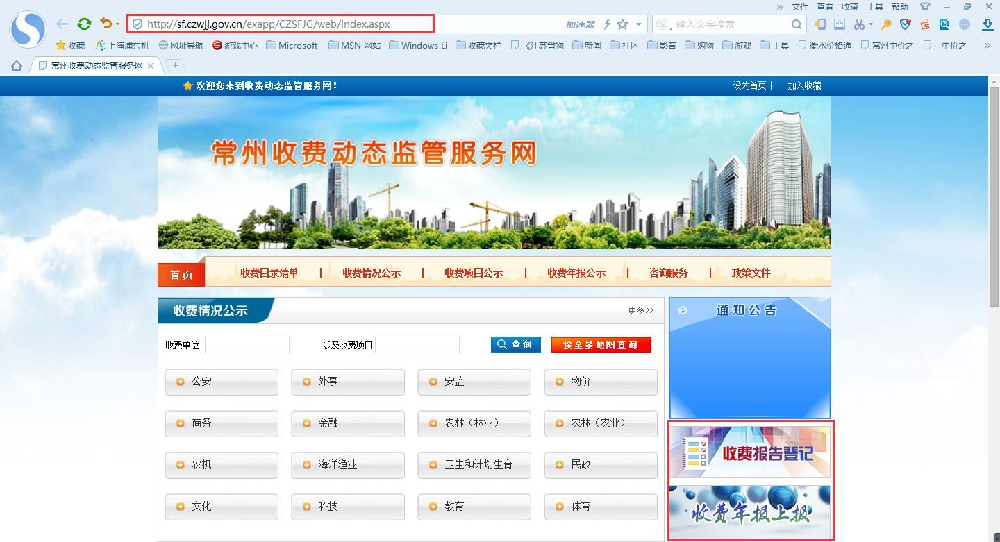 文件 查看 收藏 工具 帮助
http://sf.czwjj.gov.cn/exapp/CZSFJG/web/index.aspx
加速器
输入文字搜索
收藏 上海浦东机 网址导航 游戏中心 Microsoft MSN 网站 Windows Li 收藏夹栏 《江苏省物 新闻 社区 影音 购物 游戏 工具 衡水价格通 常州中价之 --中价之
常州收费动态监管服务网
欢迎您来到收费动态监管服务网!
设为首页 | 加入收藏
常州收费动态监管服务网
首页 收费目录清单 | 收费情况公示 | 收费项目公示 | 收费年报公示 | 咨询服务 | 政策文件
收费情况公示
更多>>
通知公告
收费单位 涉及收费项目 查询 按全景地图查询
公安 外事 安监 物价
商务 金融 农林（林业） 农林（农业）
农机 海洋渔业 卫生和计划生育 民政
文化 科技 教育 体育
收费报告登记
收费年报上报